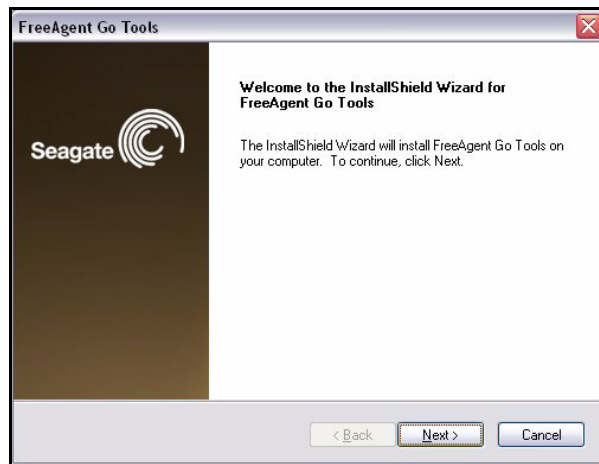 FreeAgent Go Tools
Seagate
Welcome to the InstallShield Wizard for
FreeAgent Go Tools
The InstallShield Wizard will install FreeAgent Go Tools on
your computer. To continue, click Next.
< Back
Next >
Cancel